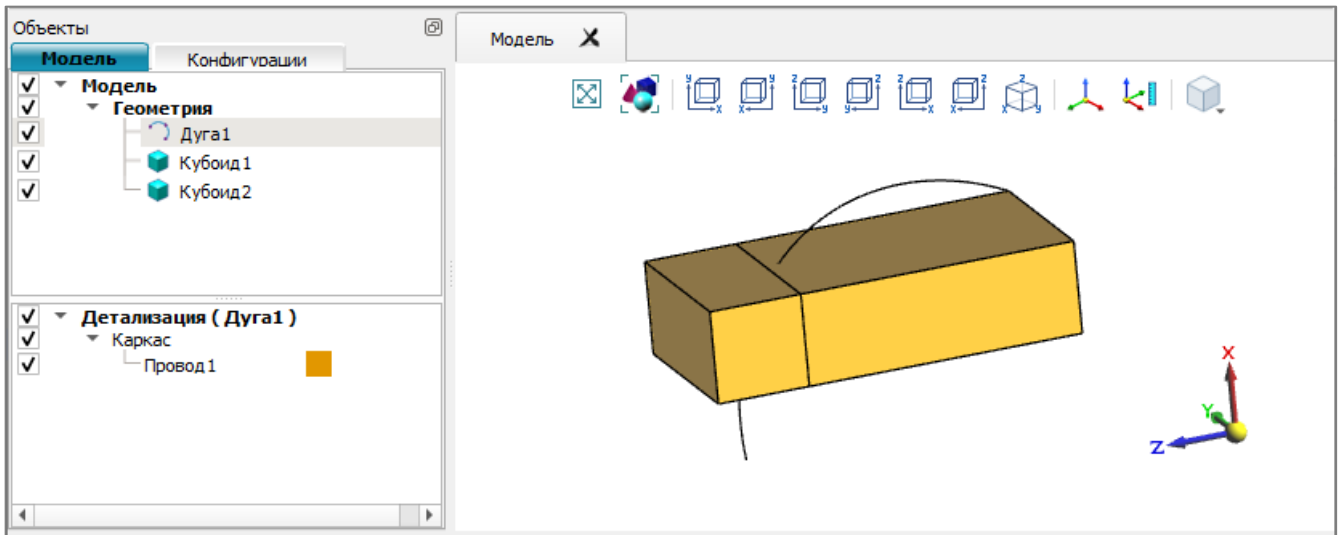 Объекты
Модель
Конфигурации
Модель
Геометрия
Дуга1
Кубоид1
Кубоид2
Детализация ( Дуга1 )
Каркас
Провод1
Модель
y x
y x
z y
z y
z x
z x
z x y
X
Y
Z